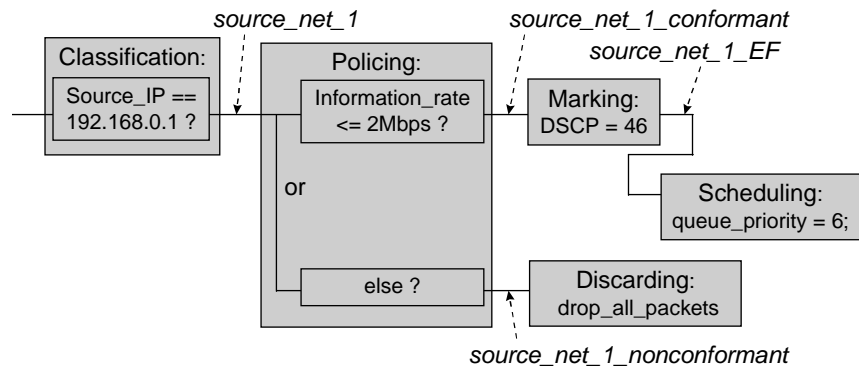 source_net_1
source_net_1_conformant
source_net_1_EF
Classification:
Source_IP ==
192.168.0.1 ?
Policing:
Information_rate
<= 2Mbps ?
or
else ?
Marking:
DSCP = 46
Scheduling:
queue_priority = 6;
Discarding:
drop_all_packets
source_net_1_nonconformant